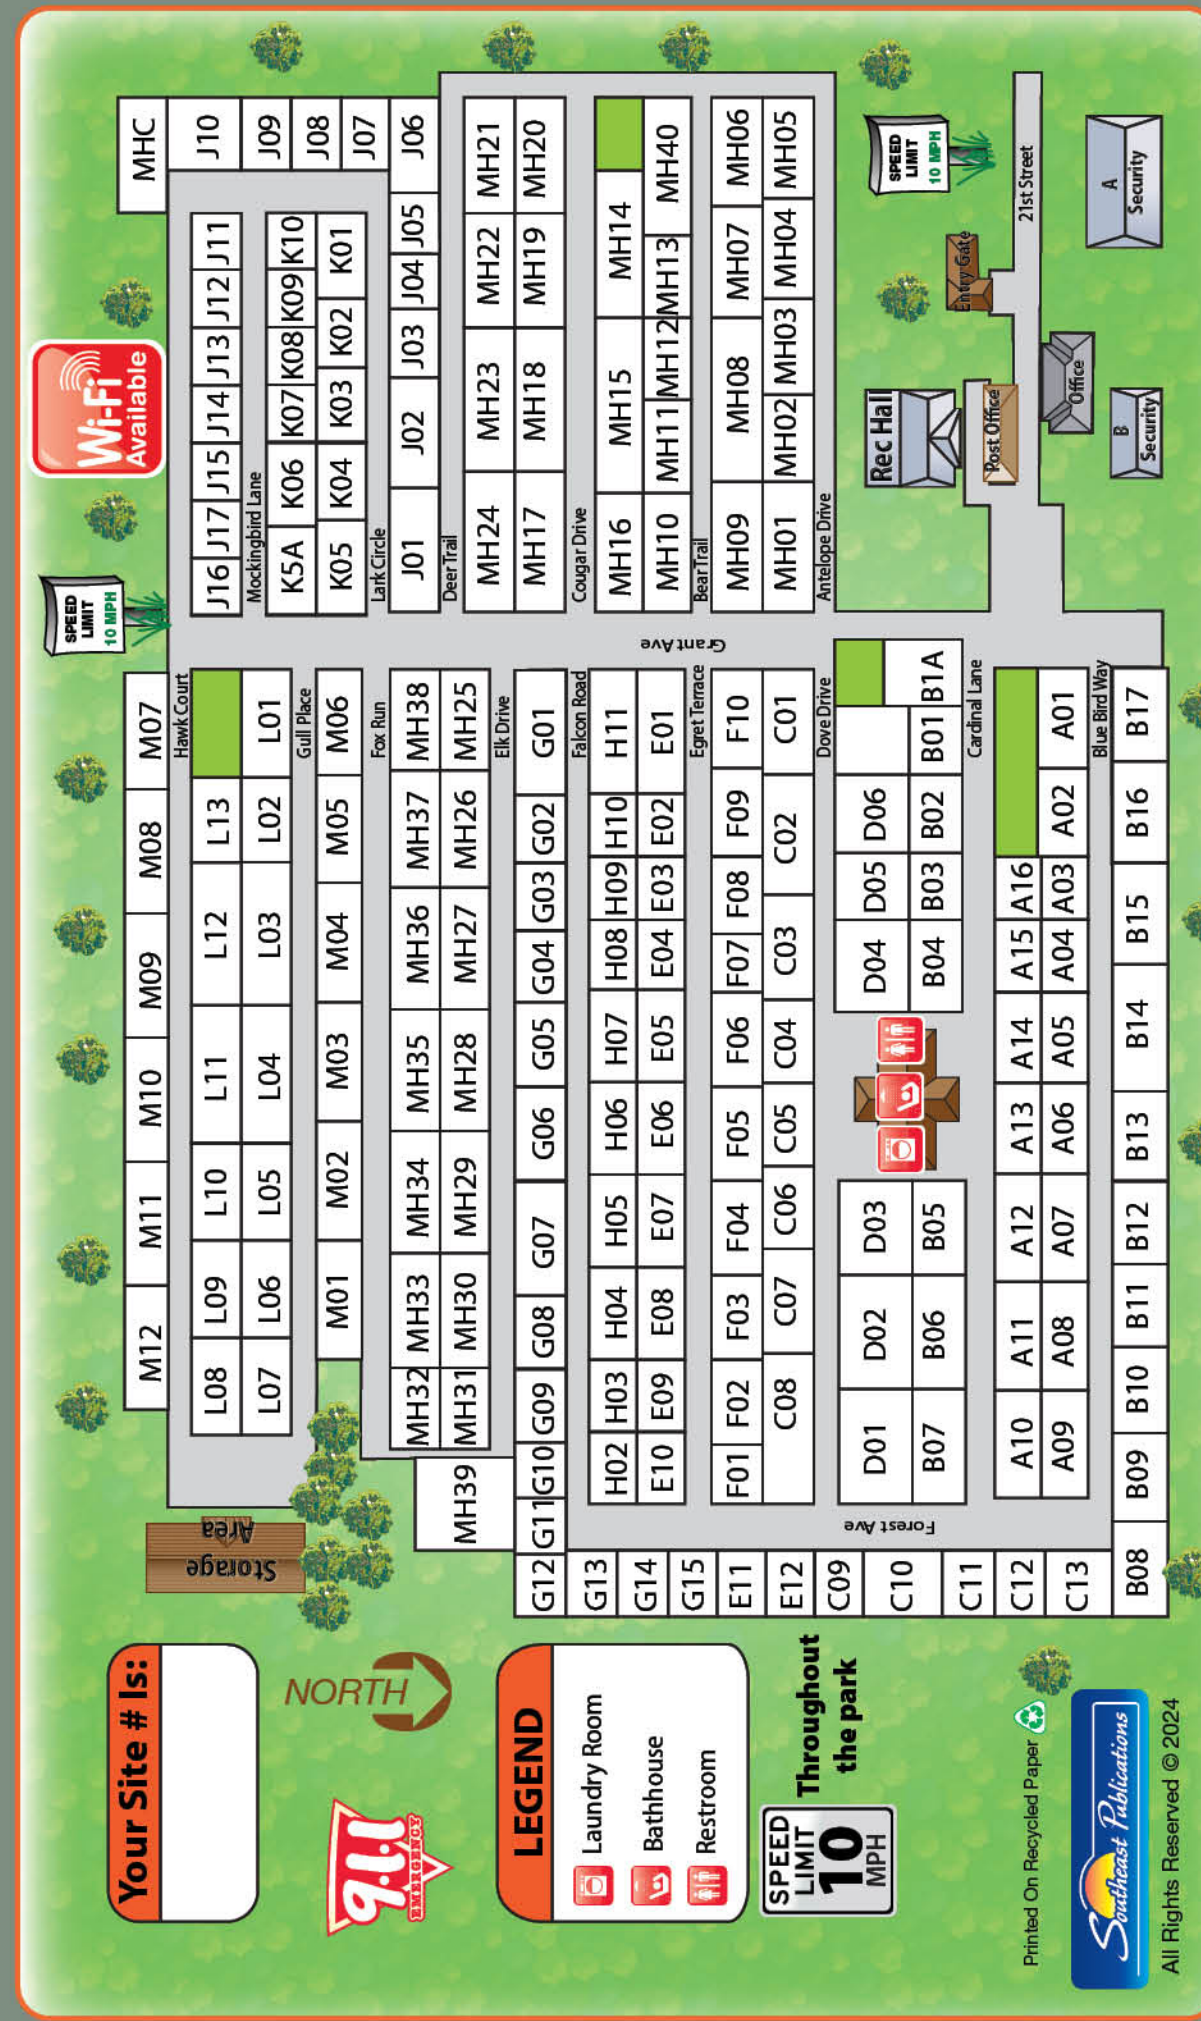 Your Site # Is:
NORTH
9.1.1
EMERGENCY
LEGEND
Laundry Room
Bathhouse
Restroom
SPEED
LIMIT
10
MPH
Throughout
the park
Printed On Recycled Paper
Southeast Publications
All Rights Reserved © 2024
Storage
Area
SPEED
LIMIT
10 MPH
Wi-Fi
Available
M12 M11 M10 M09 M08 M07
MHC
Hawk Court
L08 L09 L10 L11 L12 L13
J16 J17 J15 J14 J13 J12 J11
J10
L07 L06 L05 L04 L03 L02 L01
Mockingbird Lane
K5A K06 K07 K08 K09 K10
J09
Gull Place
M01 M02 M03 M04 M05 M06
K05 K04 K03 K02 K01
J08
J07
Fox Run
Lark Circle
MH32 MH33 MH34 MH35 MH36 MH37 MH38
J01 J02 J03 J04 J05 J06
MH39
MH31 MH30 MH29 MH28 MH27 MH26 MH25
Deer Trail
MH24 MH23 MH22 MH21
Elk Drive
G12 G11 G10 G09 G08 G07 G06 G05 G04 G03 G02 G01
MH17 MH18 MH19 MH20
Falcon Road
Cougar Drive
G13
H02 H03 H04 H05 H06 H07 H08 H09 H10 H11
MH16 MH15 MH14
G14
E10 E09 E08 E07 E06 E05 E04 E03 E02 E01
Grant Ave
MH10 MH11 MH12 MH13 MH40
G15
Egret Terrace
Bear Trail
E11
F01 F02 F03 F04 F05 F06 F07 F08 F09 F10
MH09 MH08 MH07 MH06
E12
C08 C07 C06 C05 C04 C03 C02 C01
MH01 MH02 MH03 MH04 MH05
C09
Dove Drive
Antelope Drive
C10
Forest Ave
D01 D02 D03 D04 D05 D06
Rec Hall
SPEED
LIMIT
10 MPH
B07 B06 B05 B04 B03 B02 B01 B1A
C11
Cardinal Lane
Post Office
Entry Gate
C12
A10 A11 A12 A13 A14 A15 A16
21st Street
C13
A09 A08 A07 A06 A05 A04 A03 A02 A01
Office
Blue Bird Way
B08 B09 B10 B11 B12 B13 B14 B15 B16 B17
B
Security
A
Security